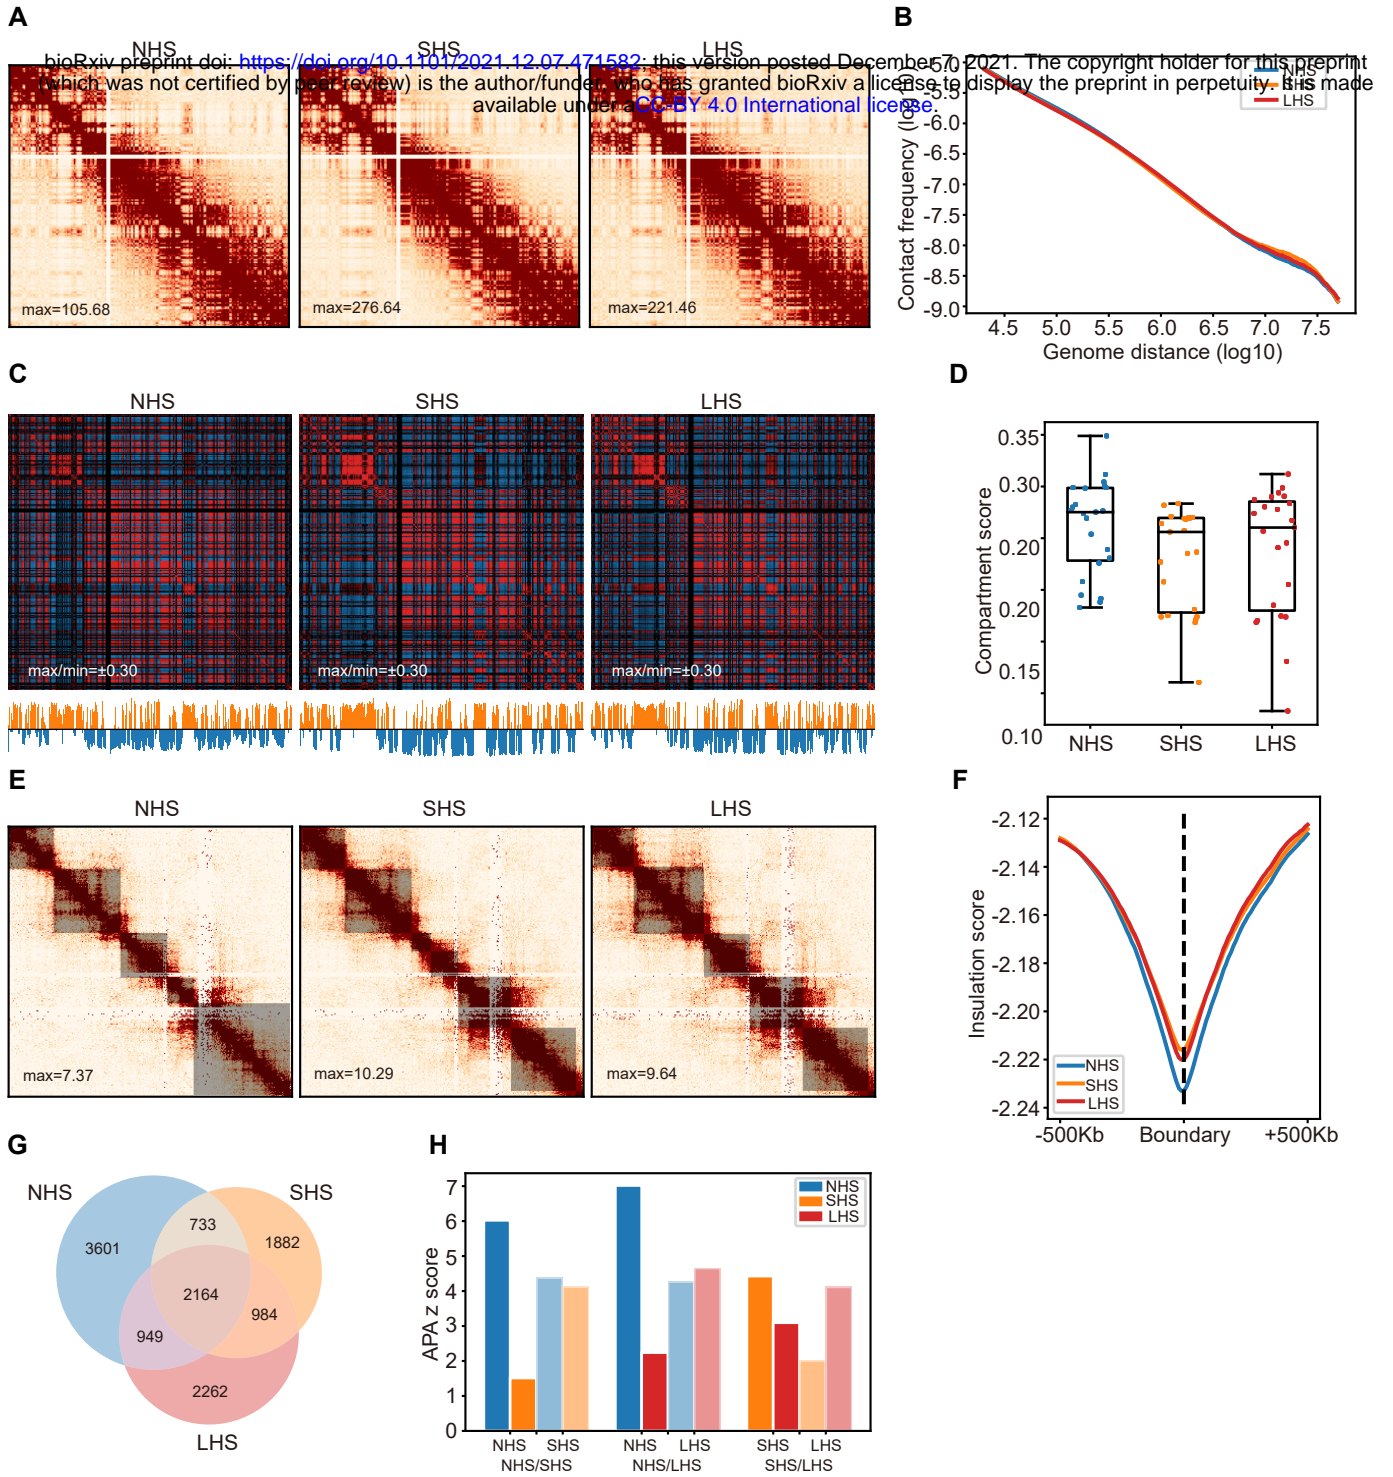 A
B
NHS
SHS
LHS
bioRxiv preprint doi: https://doi.org/10.1101/2021.12.07.471582; this version posted December 7, 2021. The copyright holder for this preprint
(which was not certified by peer review) is the author/funder, who has granted bioRxiv a license to display the preprint in perpetuity. It is made
available under aCC-BY 4.0 International license.
max=105.68
max=276.64
max=221.46
NHS
SHS
LHS
Contact frequency (log10)
-5.5
-6.0
-6.5
-7.0
-7.5
-8.0
-8.5
-9.0
4.5 5.0 5.5 6.0 6.5 7.0 7.5
Genome distance (log10)
C
NHS
SHS
LHS
max/min=±0.30
max/min=±0.30
max/min=±0.30
D
Compartment score
0.35
0.30
0.20
0.20
0.15
0.10
NHS SHS LHS
E
NHS
SHS
LHS
max=7.37
max=10.29
max=9.64
F
Insulation score
-2.12
-2.14
-2.16
-2.18
-2.20
-2.22
-2.24
NHS
SHS
LHS
-500Kb Boundary +500Kb
G
NHS
SHS
733
3601
1882
2164
984
949
2262
LHS
H
APA z score
7
6
5
4
3
2
1
0
NHS
SHS
LHS
NHS SHS NHS LHS SHS LHS
NHS/SHS NHS/LHS SHS/LHS